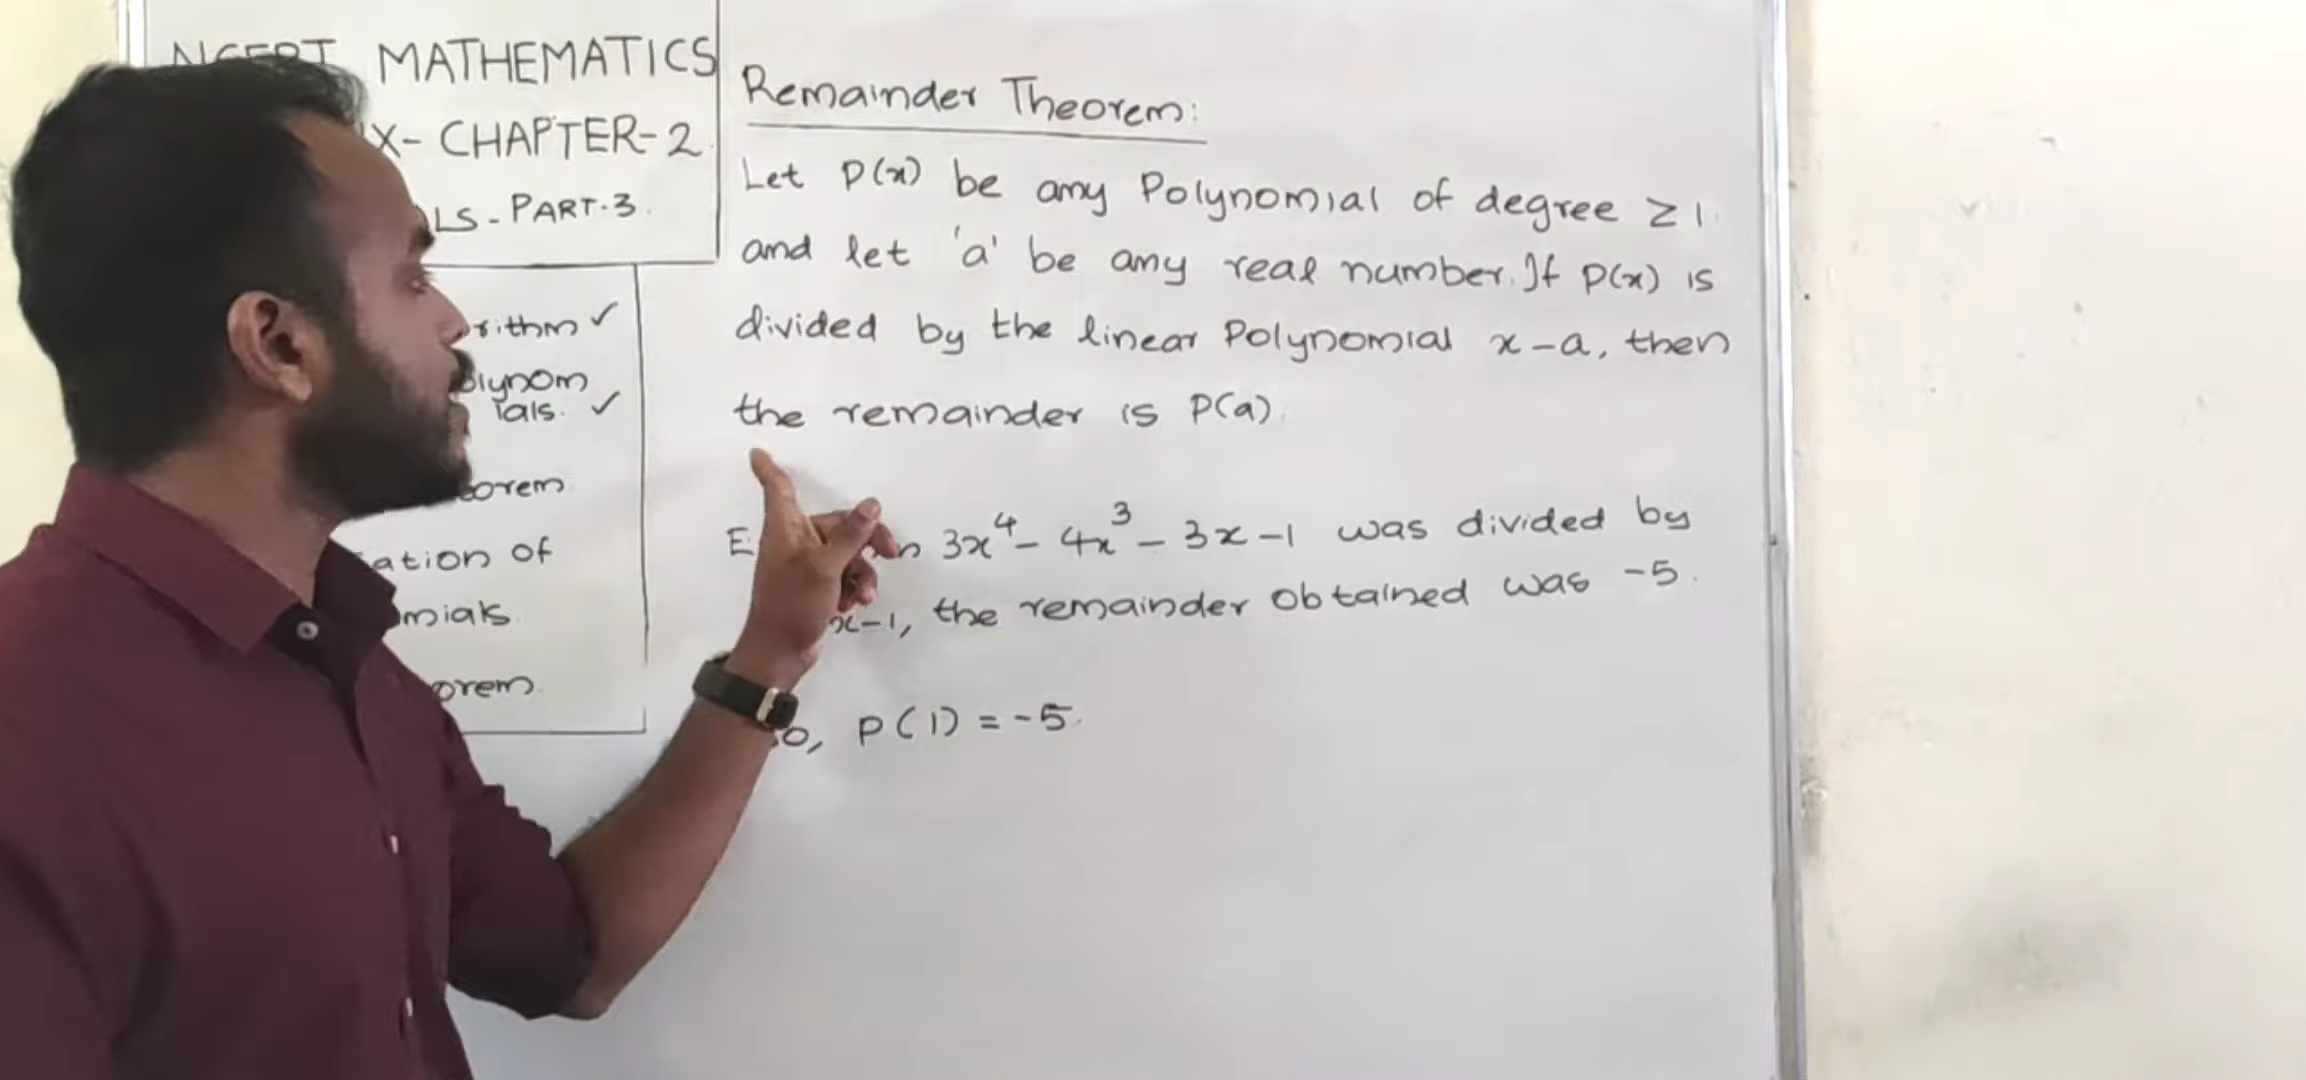 NCERT MATHEMATICS
X- CHAPTER-2
LS - PART-3.
rithm ✓
olynom
ials. ✓
orem
ation of
mials.
orem.
Remainder Theorem:
Let P(x) be any Polynomial of degree ≥ 1.
and let 'a' be any real number. If P(x) is
divided by the linear Polynomial x-a, then
the remainder is P(a).
3x⁴ - 4x³ - 3x - 1 was divided by
x-1, the remainder obtained was -5.
So, P(1) = -5.